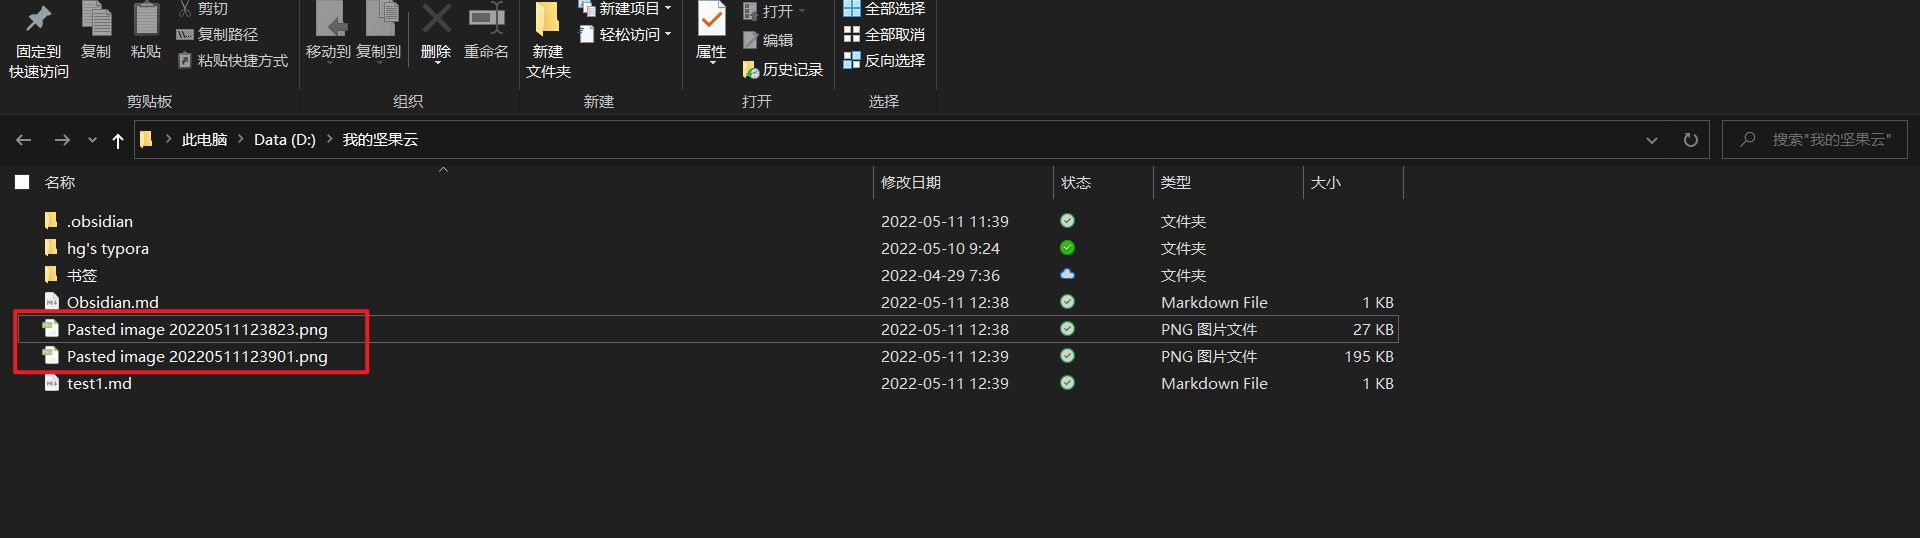 剪切
新建项目
打开
全部选择
复制路径
轻松访问
编辑
全部取消
固定到
快速访问
复制
粘贴
粘贴快捷方式
移动到
复制到
删除
重命名
新建
文件夹
属性
历史记录
反向选择
剪贴板
组织
新建
打开
选择
此电脑
Data (D:)
我的坚果云
搜索"我的坚果云"
名称 修改日期 状态 类型 大小
.obsidian 2022-05-11 11:39 文件夹
hg's typora 2022-05-10 9:24 文件夹
书签 2022-04-29 7:36 文件夹
Obsidian.md 2022-05-11 12:38 Markdown File 1 KB
Pasted image 20220511123823.png 2022-05-11 12:38 PNG 图片文件 27 KB
Pasted image 20220511123901.png 2022-05-11 12:39 PNG 图片文件 195 KB
test1.md 2022-05-11 12:39 Markdown File 1 KB